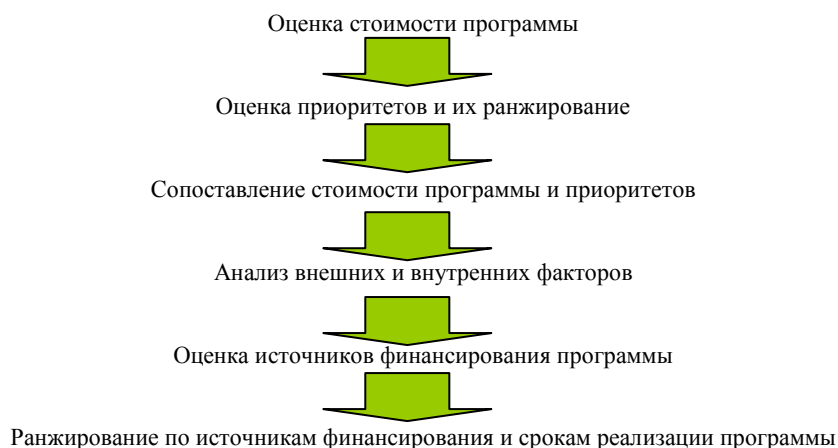 Оценка стоимости программы
Оценка приоритетов и их ранжирование
Сопоставление стоимости программы и приоритетов
Анализ внешних и внутренних факторов
Оценка источников финансирования программы
Ранжирование по источникам финансирования и срокам реализации программы